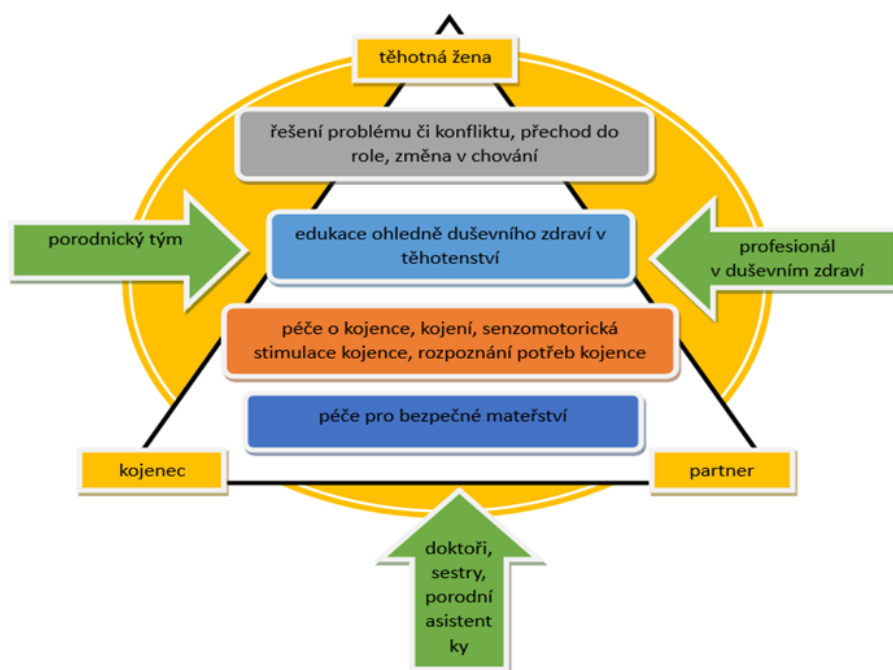 těhotná žena
řešení problému či konfliktu, přechod do
role, změna v chování
porodnický tým
edukace ohledně duševního zdraví v
těhotenství
profesionál
v duševním zdraví
péče o kojence, kojení, senzomotorická
stimulace kojence, rozpoznání potřeb kojence
péče pro bezpečné mateřství
kojenec
partner
doktoři,
sestry,
porodní
asistent
ky